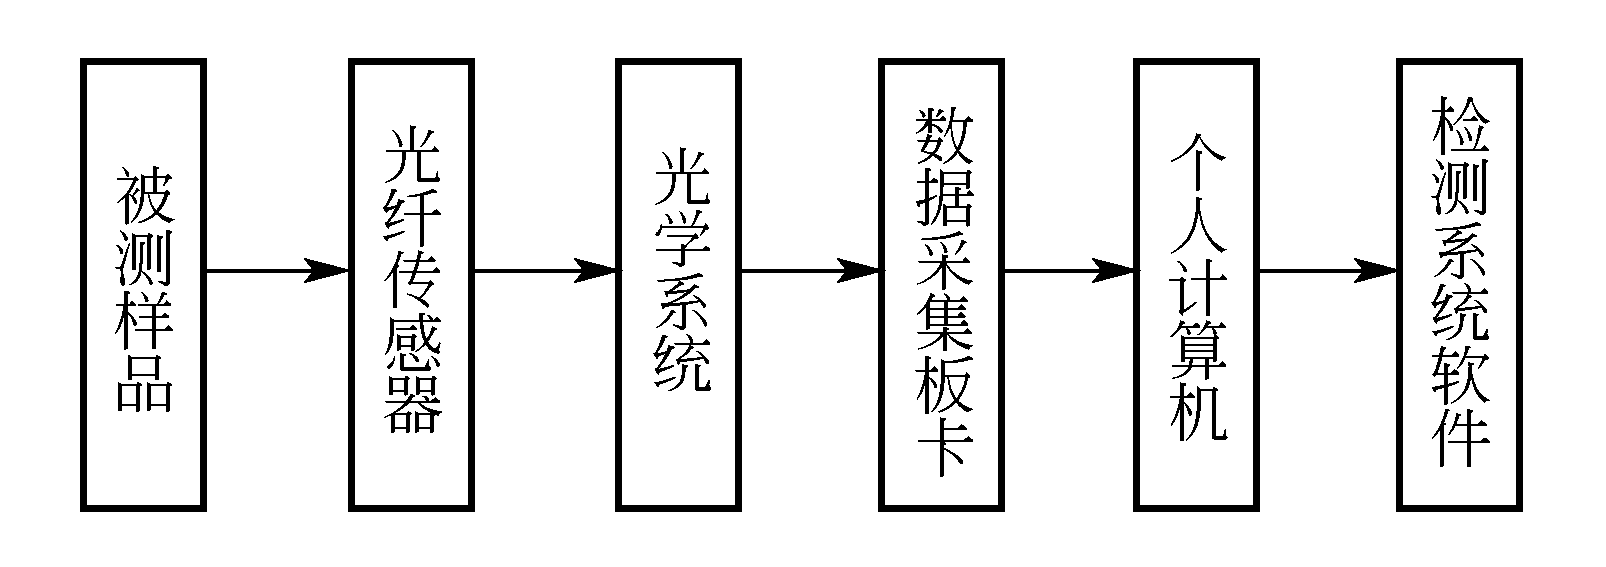 被测样品
光纤传感器
光学系统
数据采集板卡
个人计算机
检测系统软件